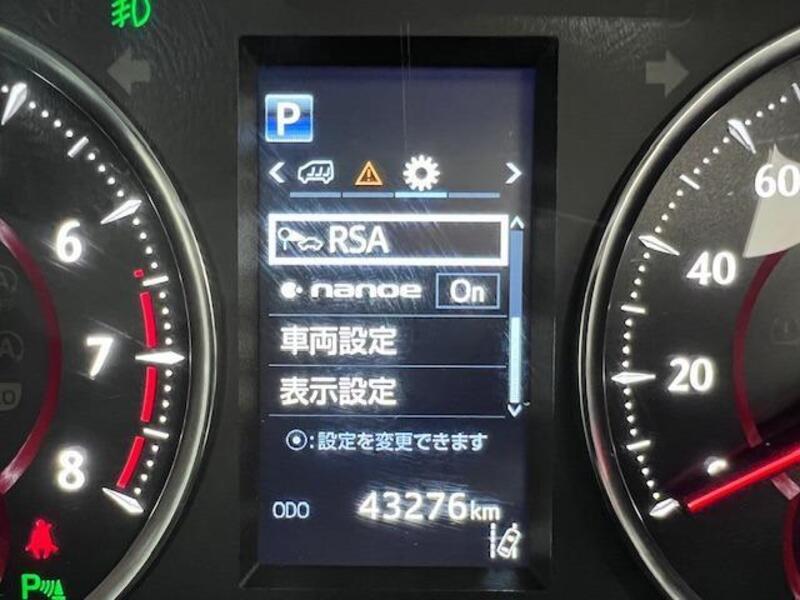 P
RSA
nanoe On
車両設定
表示設定
⦿:設定を変更できます
ODO 43276km
6
7
8
P
60
40
20